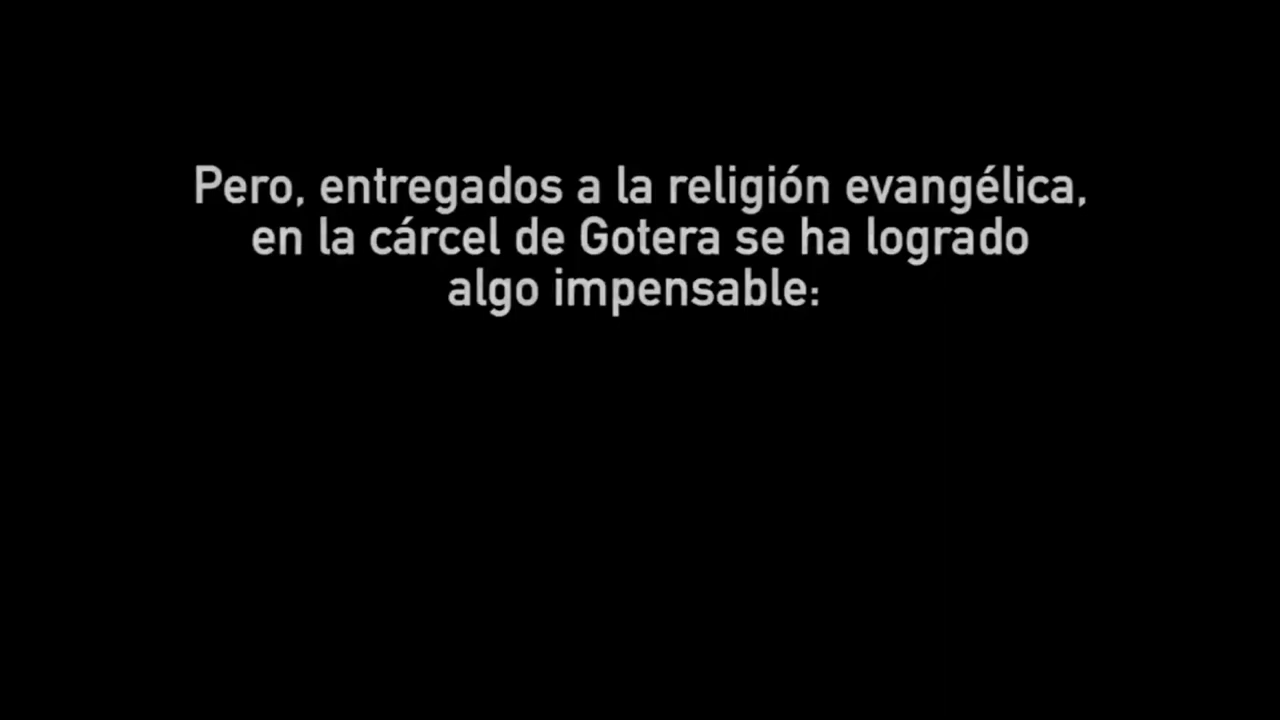 Pero, entregados a la religión evangélica,
en la cárcel de Gotera se ha logrado
algo impensable: